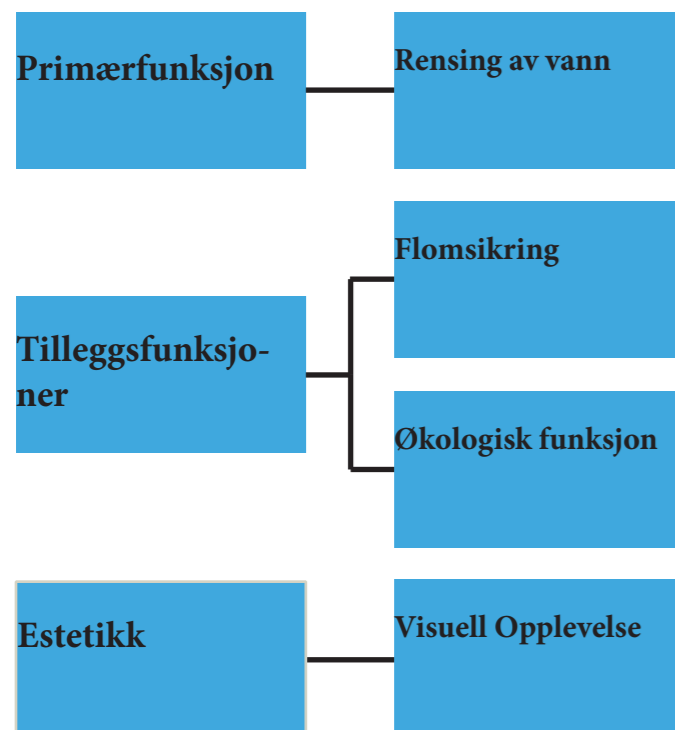 Primærfunksjon
Rensing av vann
Flomsikring
Tilleggsfunksjo-
ner
Økologisk funksjon
Estetikk
Visuell Opplevelse